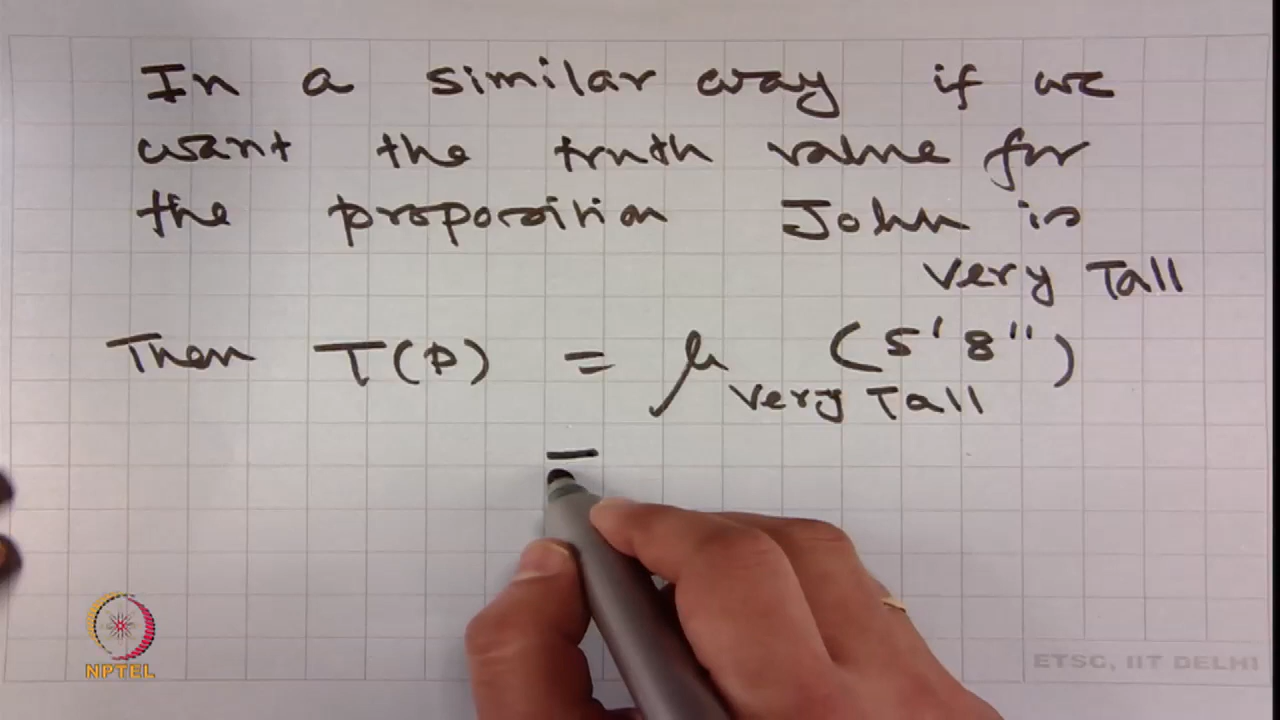 In a similar way if we
want the truth value for
the proposition John is
Very Tall
Then T(p) = μ Very Tall (5' 8")
=
NPTEL
ETSC, IIT DELHI